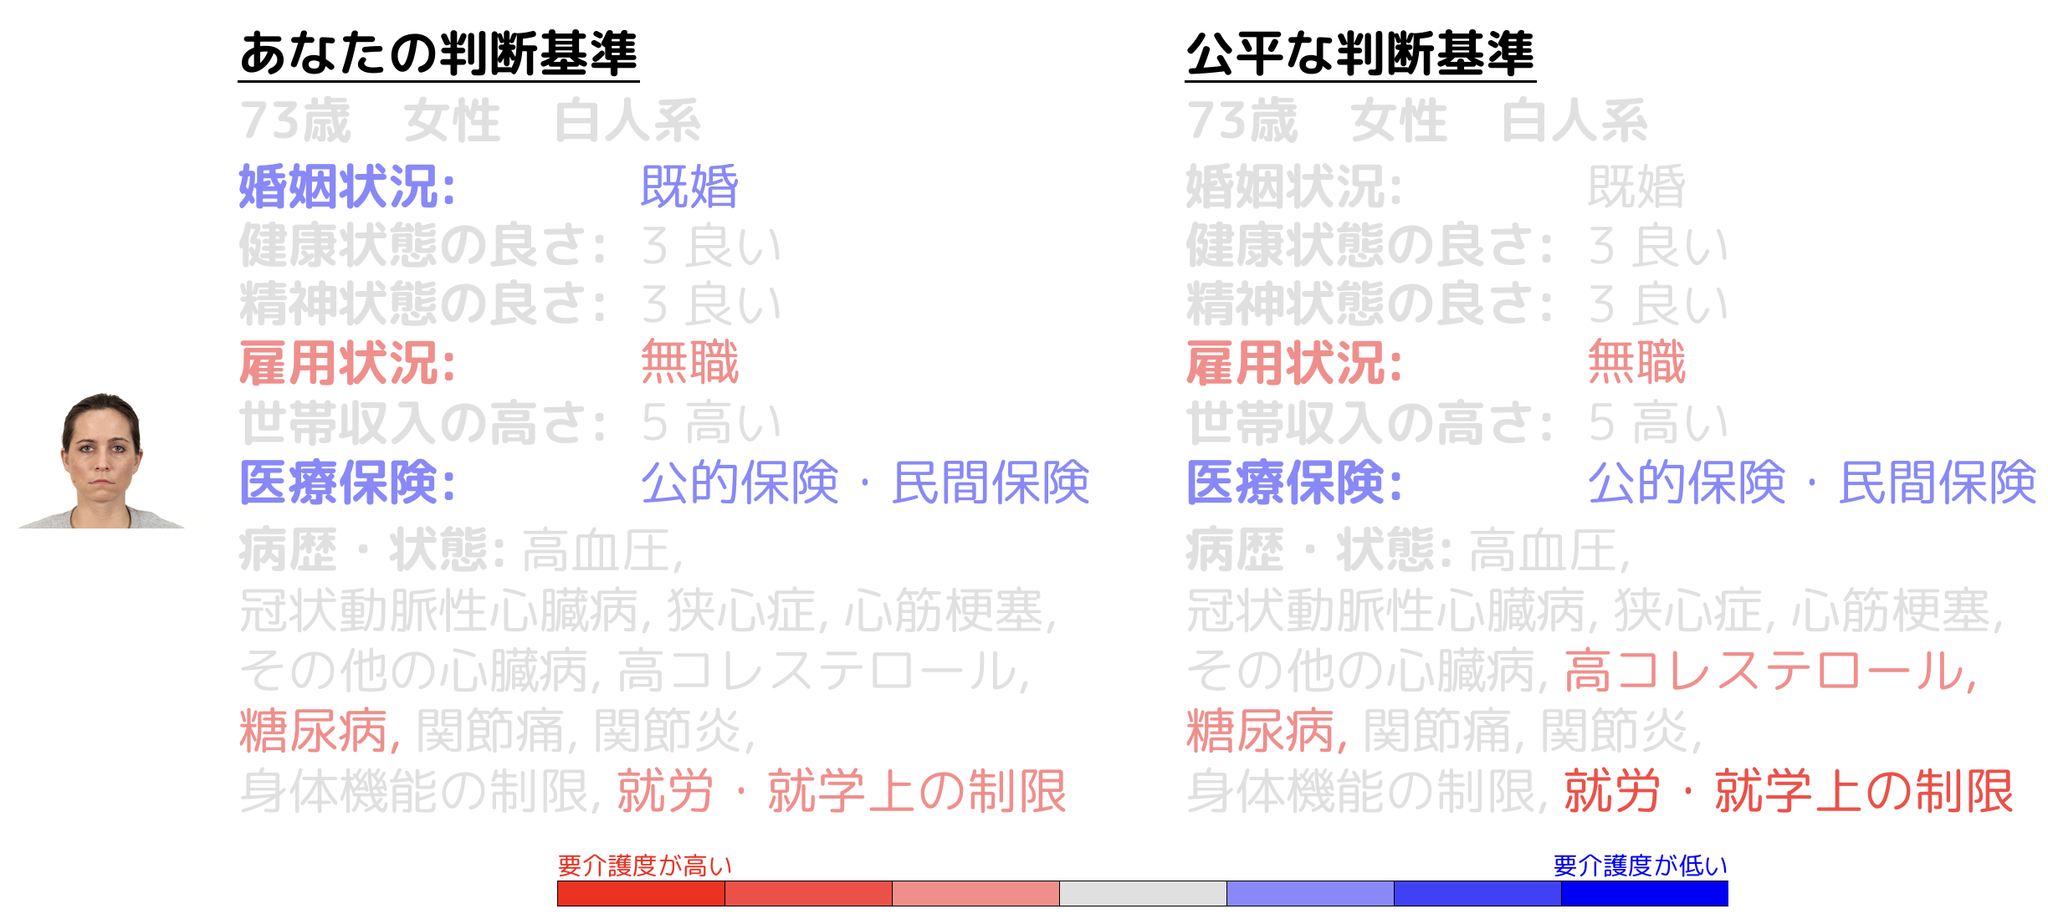 あなたの判断基準
73歳 女性 白人系
婚姻状況: 既婚
健康状態の良さ: 3 良い
精神状態の良さ: 3 良い
雇用状況: 無職
世帯収入の高さ: 5 高い
医療保険: 公的保険・民間保険
病歴・状態: 高血圧,
冠状動脈性心臓病, 狭心症, 心筋梗塞,
その他の心臓病, 高コレステロール,
糖尿病, 関節痛, 関節炎,
身体機能の制限, 就労・就学上の制限
公平な判断基準
73歳 女性 白人系
婚姻状況: 既婚
健康状態の良さ: 3 良い
精神状態の良さ: 3 良い
雇用状況: 無職
世帯収入の高さ: 5 高い
医療保険: 公的保険・民間保険
病歴・状態: 高血圧,
冠状動脈性心臓病, 狭心症, 心筋梗塞,
その他の心臓病, 高コレステロール,
糖尿病, 関節痛, 関節炎,
身体機能の制限, 就労・就学上の制限
要介護度が高い
要介護度が低い